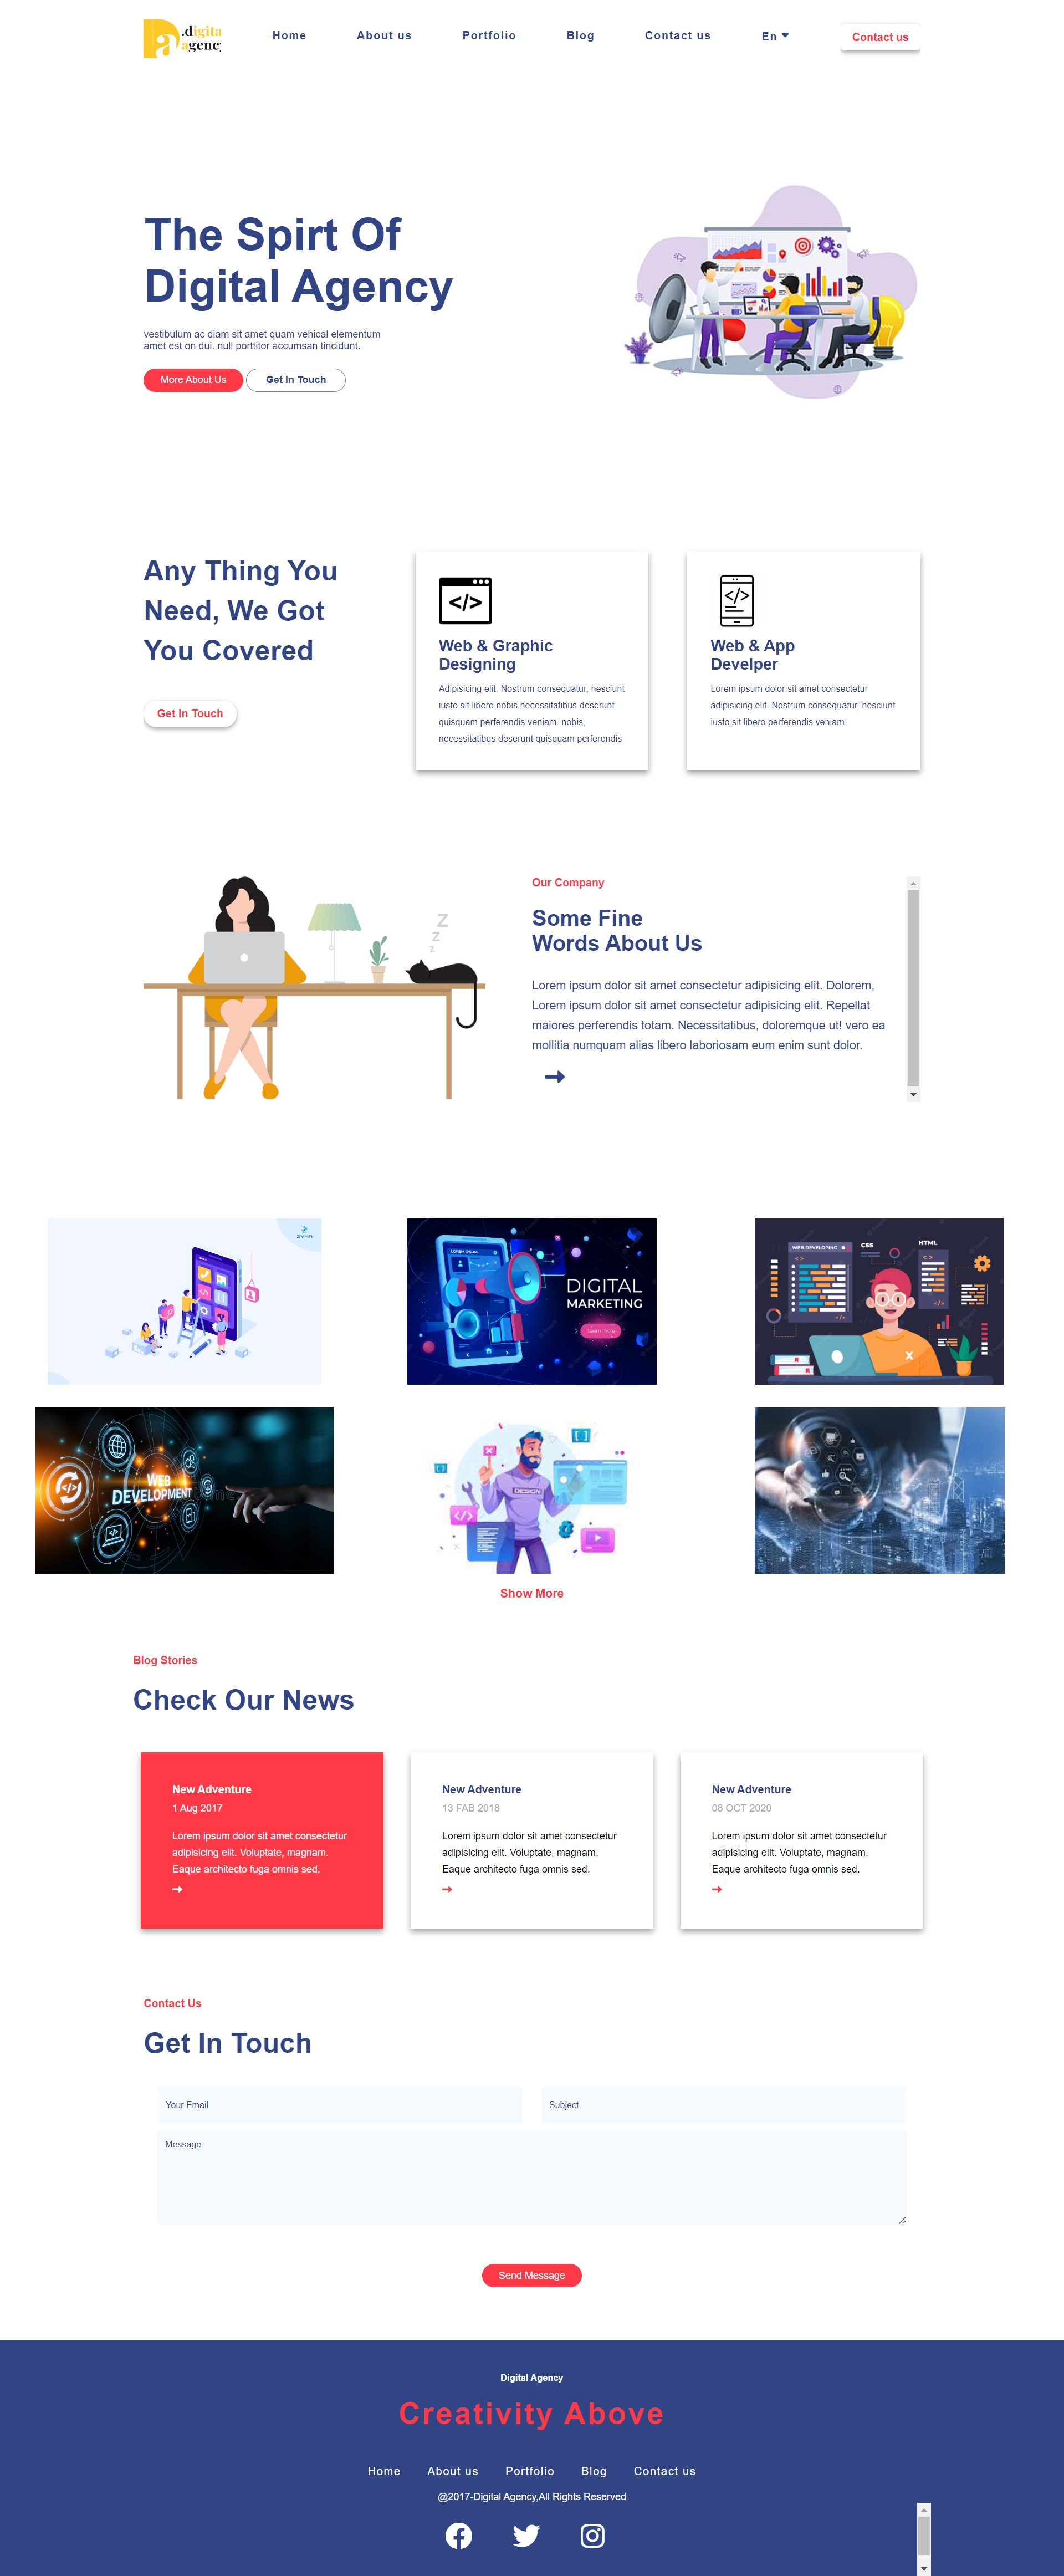 .digita
agency
Home
About us
Portfolio
Blog
Contact us
En
Contact us
The Spirt Of
Digital Agency
vestibulum ac diam sit amet quam vehical elementum
amet est on dui. null porttitor accumsan tincidunt.
More About Us
Get In Touch
Any Thing You
Need, We Got
You Covered
Get In Touch
</>
Web & Graphic
Designing
Adipisicing elit. Nostrum consequatur, nesciunt
iusto sit libero nobis necessitatibus deserunt
quisquam perferendis veniam. nobis,
necessitatibus deserunt quisquam perferendis
</>
Web & App
Develper
Lorem ipsum dolor sit amet consectetur
adipisicing elit. Nostrum consequatur, nesciunt
iusto sit libero perferendis veniam.
Z
Z
Z
Our Company
Some Fine
Words About Us
Lorem ipsum dolor sit amet consectetur adipisicing elit. Dolorem,
Lorem ipsum dolor sit amet consectetur adipisicing elit. Repellat
maiores perferendis totam. Necessitatibus, doloremque ut! vero ea
mollitia numquam alias libero laboriosam eum enim sunt dolor.
LOREM IPSUM
DIGITAL
MARKETING
Learn more
WEB DEVELOPING
CSS
HTML
WEB
DEVELOPMENT
DESIGN
Show More
Blog Stories
Check Our News
New Adventure
1 Aug 2017
Lorem ipsum dolor sit amet consectetur
adipisicing elit. Voluptate, magnam.
Eaque architecto fuga omnis sed.
New Adventure
13 FAB 2018
Lorem ipsum dolor sit amet consectetur
adipisicing elit. Voluptate, magnam.
Eaque architecto fuga omnis sed.
New Adventure
08 OCT 2020
Lorem ipsum dolor sit amet consectetur
adipisicing elit. Voluptate, magnam.
Eaque architecto fuga omnis sed.
Contact Us
Get In Touch
Your Email
Subject
Message
Send Message
Digital Agency
Creativity Above
Home
About us
Portfolio
Blog
Contact us
@2017-Digital Agency,All Rights Reserved